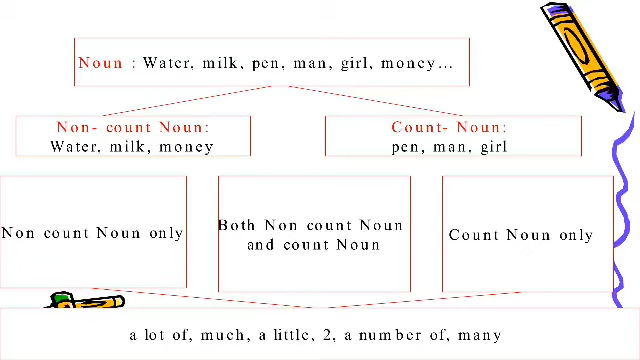 Noun : Water, milk, pen, man, girl, money...
Non- count Noun:
Water, milk, money
Count- Noun:
pen, man, girl
Non count Noun only
Both Non count Noun
and count Noun
Count Noun only
a lot of, much, a little, 2, a number of, many